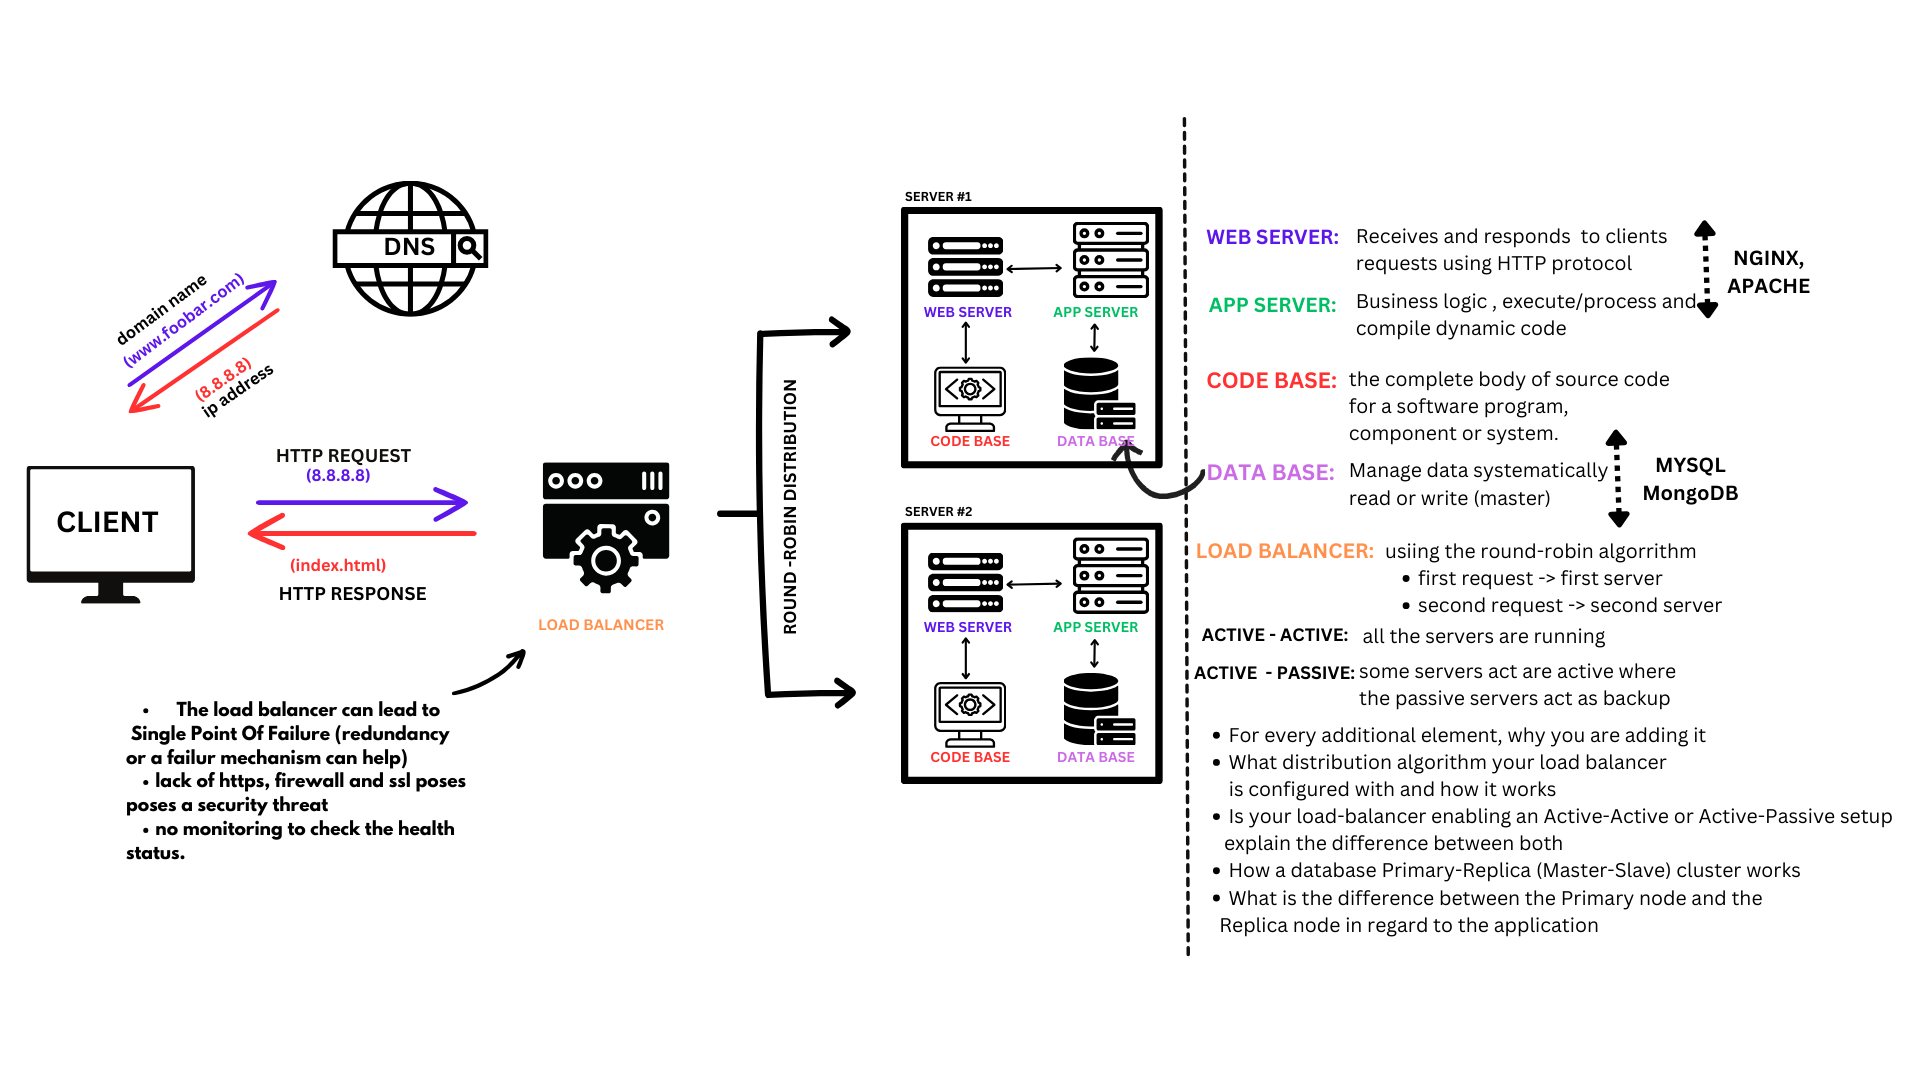 DNS
domain name
(www.foobar.com)
(8.8.8.8)
ip address
HTTP REQUEST
(8.8.8.8)
CLIENT
(index.html)
HTTP RESPONSE
LOAD BALANCER
• The load balancer can lead to
Single Point Of Failure (redundancy
or a failur mechanism can help)
• lack of https, firewall and ssl poses
poses a security threat
• no monitoring to check the health
status.
ROUND -ROBIN DISTRIBUTION
SERVER #1
WEB SERVER
APP SERVER
CODE BASE
DATA BASE
SERVER #2
WEB SERVER
APP SERVER
CODE BASE
DATA BASE
WEB SERVER: Receives and responds to clients
requests using HTTP protocol
APP SERVER: Business logic , execute/process and
compile dynamic code
NGINX,
APACHE
CODE BASE: the complete body of source code
for a software program,
component or system.
DATA BASE: Manage data systematically
read or write (master)
MYSQL
MongoDB
LOAD BALANCER: usiing the round-robin algorrithm
• first request -> first server
• second request -> second server
ACTIVE - ACTIVE: all the servers are running
ACTIVE - PASSIVE: some servers act are active where
the passive servers act as backup
• For every additional element, why you are adding it
• What distribution algorithm your load balancer
is configured with and how it works
• Is your load-balancer enabling an Active-Active or Active-Passive setup
explain the difference between both
• How a database Primary-Replica (Master-Slave) cluster works
• What is the difference between the Primary node and the
Replica node in regard to the application